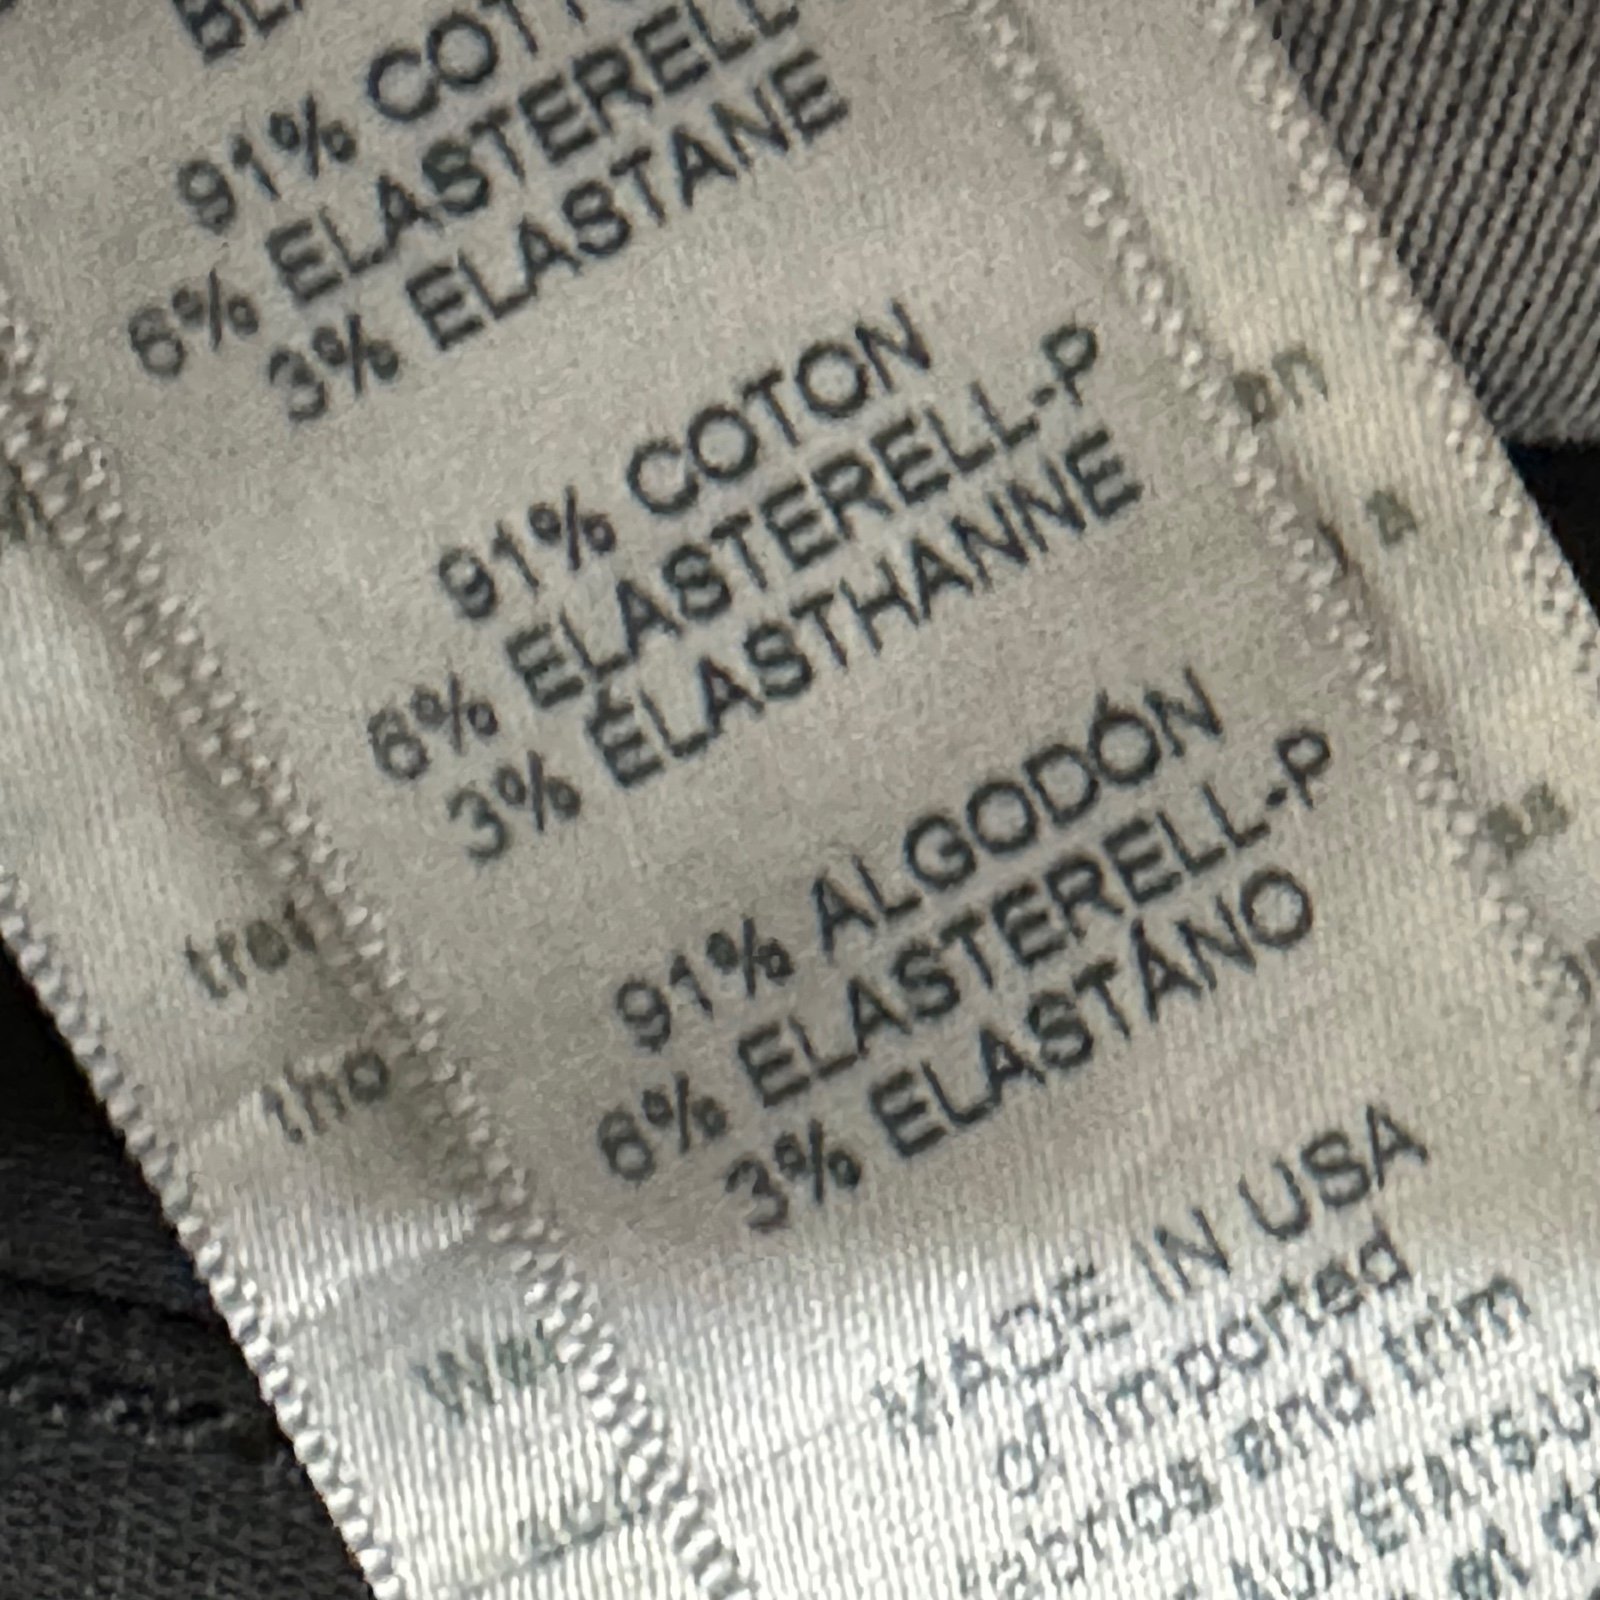 91%
6% ELASTERELL
3% ELASTANE
91% COTON
6% ELASTERELL-P
3% ÉLASTHANNE
91% ALGODÓN
6% ELASTERELL-P
3% ELASTÁNO
MADE IN USA
of imported
and trim